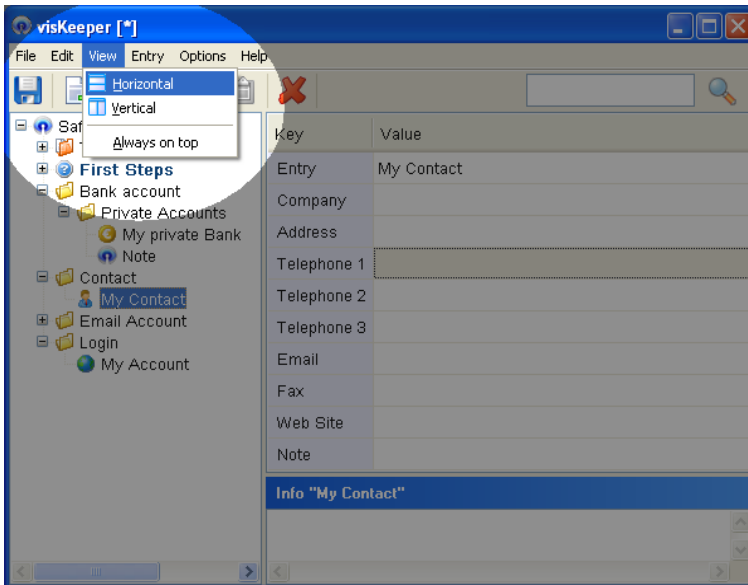 visKeeper [*]
File Edit View Entry Options Help
Horizontal
Vertical
Always on top
Saf
First Steps
Bank account
Private Accounts
My private Bank
Note
Contact
My Contact
Email Account
Login
My Account
Key Value
Entry My Contact
Company
Address
Telephone 1
Telephone 2
Telephone 3
Email
Fax
Web Site
Note
Info "My Contact"